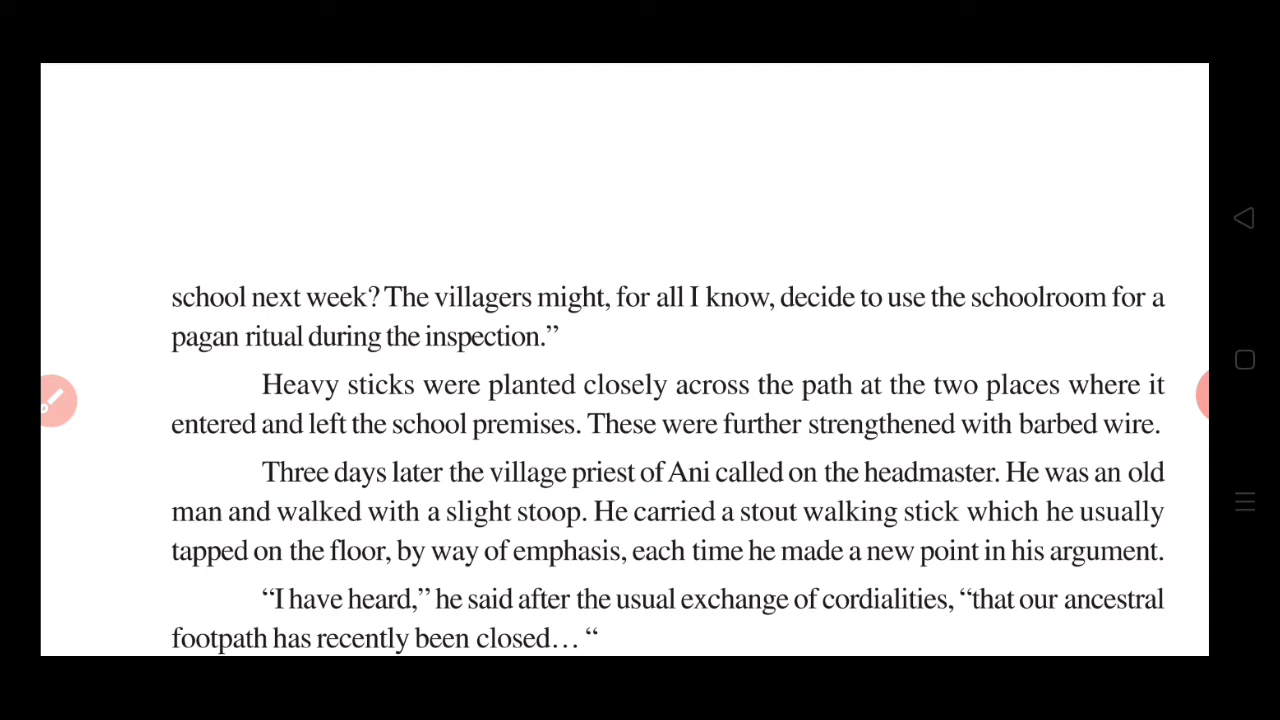 school next week? The villagers might, for all I know, decide to use the schoolroom for a
pagan ritual during the inspection.”
Heavy sticks were planted closely across the path at the two places where it
entered and left the school premises. These were further strengthened with barbed wire.
Three days later the village priest of Ani called on the headmaster. He was an old
man and walked with a slight stoop. He carried a stout walking stick which he usually
tapped on the floor, by way of emphasis, each time he made a new point in his argument.
“I have heard,” he said after the usual exchange of cordialities, “that our ancestral
footpath has recently been closed… “